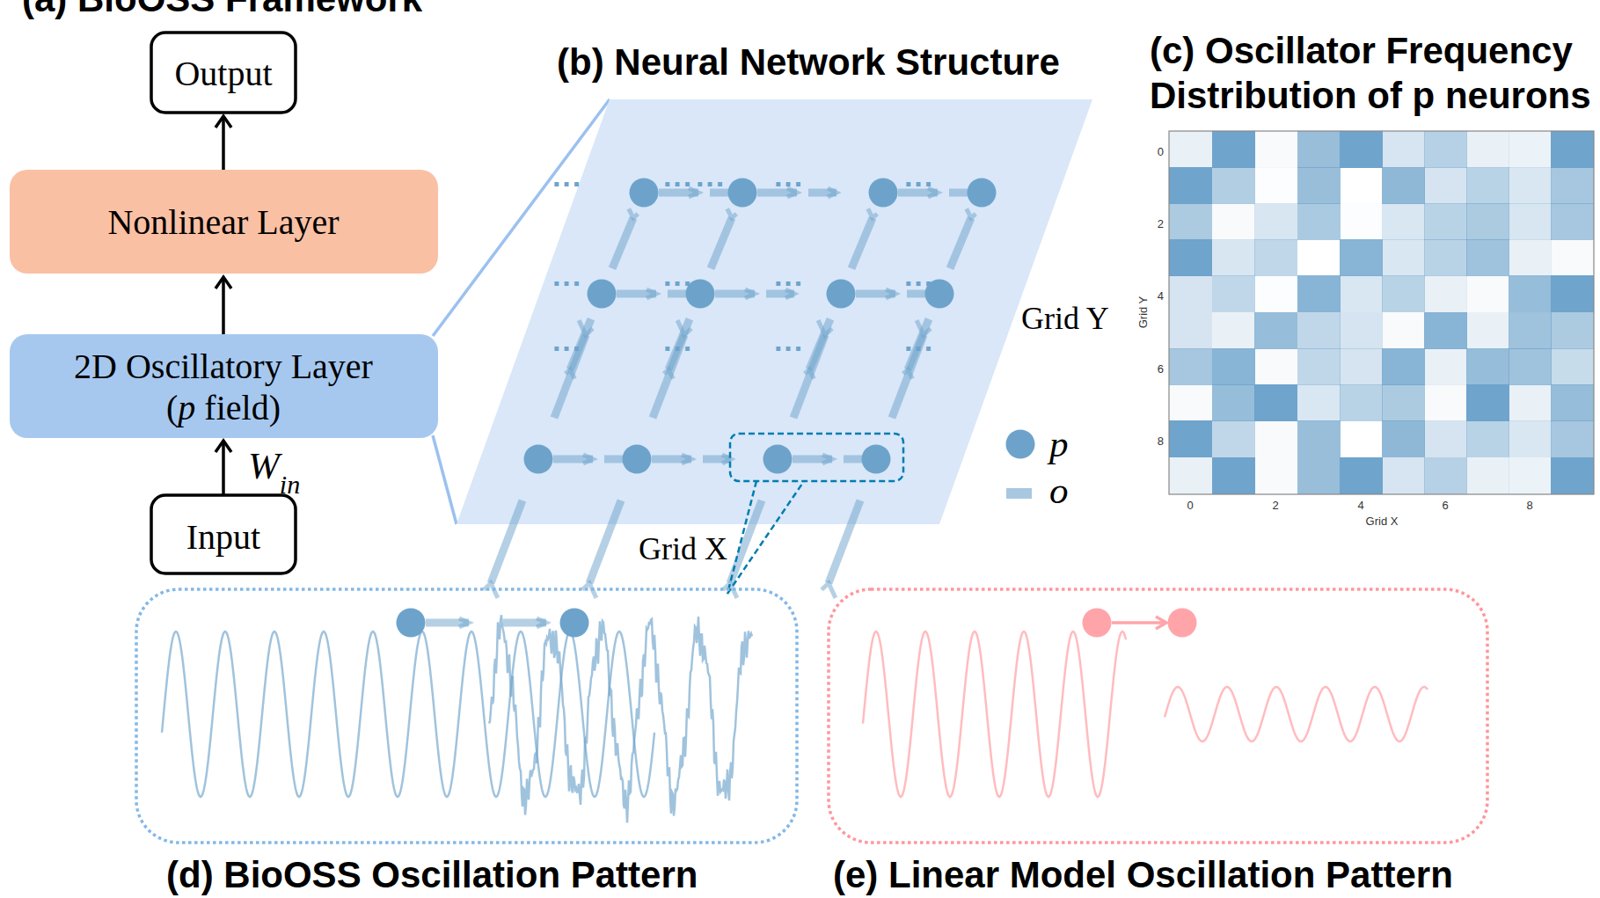 (a) BioOSS Framework
Output
Nonlinear Layer
2D Oscillatory Layer
(p field)
W_in
Input
(b) Neural Network Structure
Grid Y
Grid X
p
o
(c) Oscillator Frequency
Distribution of p neurons
0
2
4
6
8
Grid Y
0 2 4 6 8
Grid X
(d) BioOSS Oscillation Pattern
(e) Linear Model Oscillation Pattern